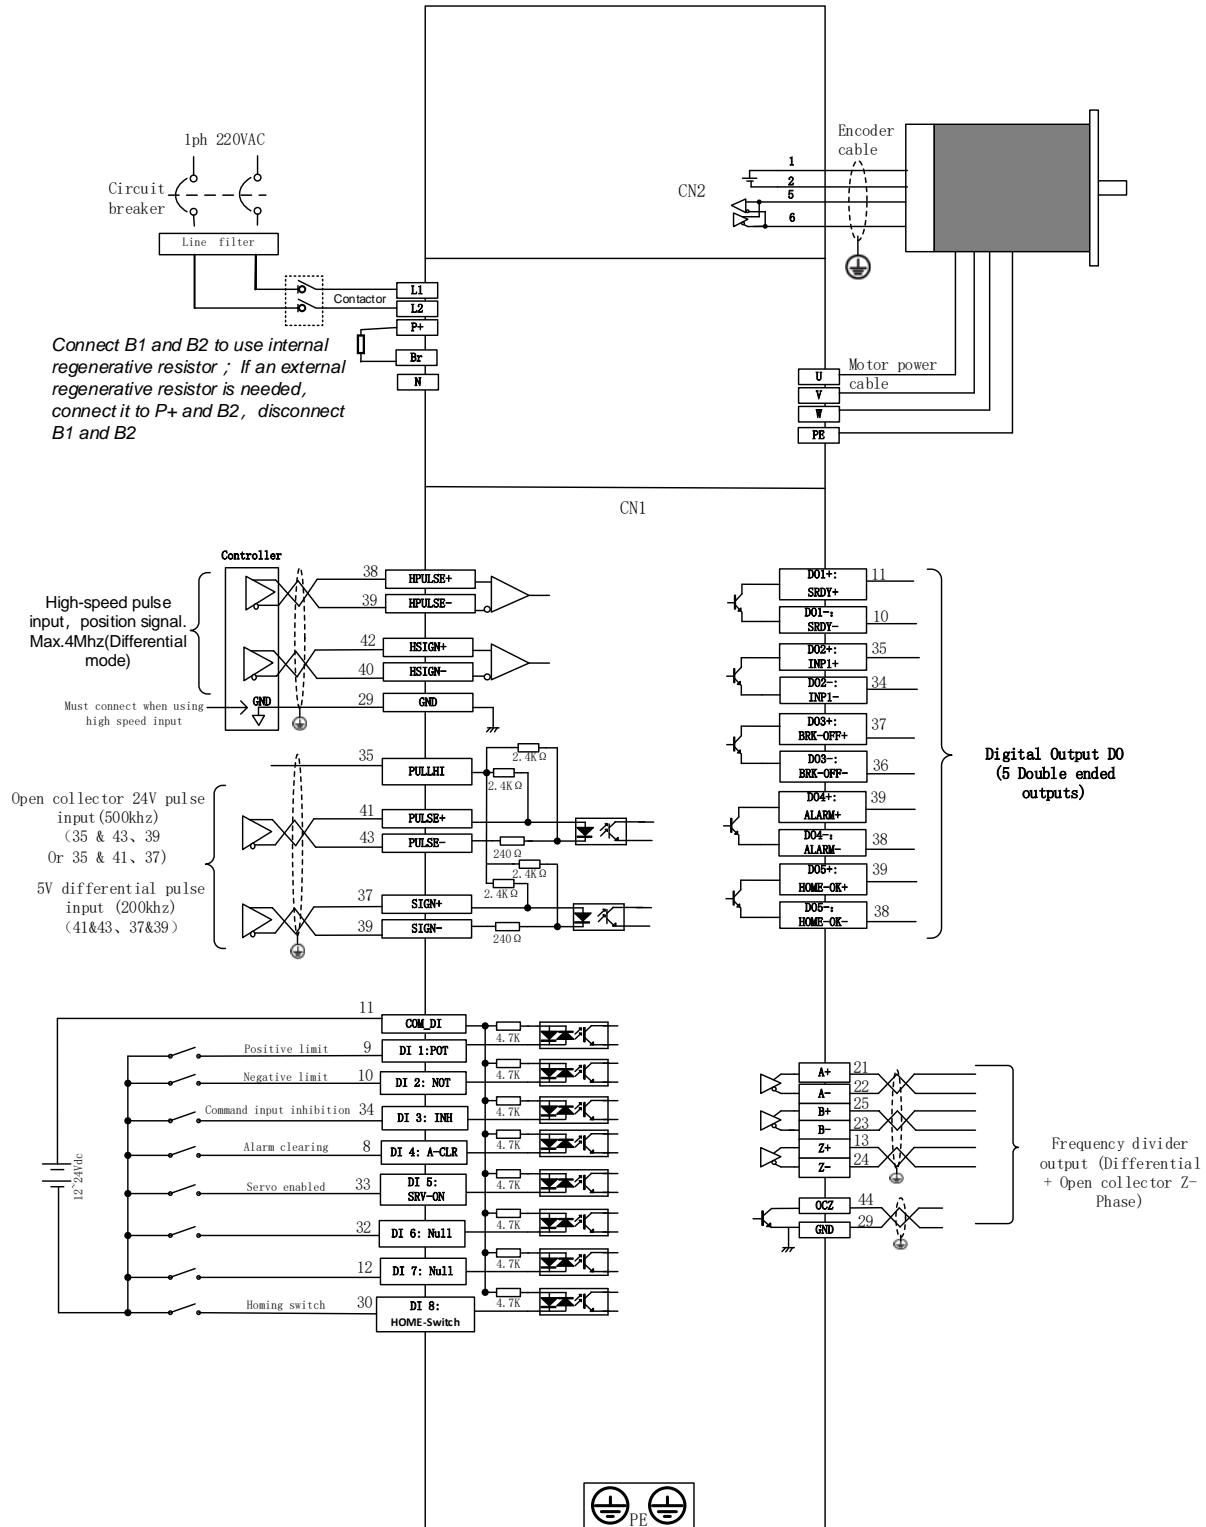 1ph 220VAC
Circuit
breaker
Line filter
Contactor
L1
L2
P+
Br
N
Connect B1 and B2 to use internal
regenerative resistor ; If an external
regenerative resistor is needed,
connect it to P+ and B2, disconnect
B1 and B2
CN2
1
2
5
6
Encoder
cable
U
V
W
PE
Motor power
cable
CN1
Controller
High-speed pulse
input, position signal.
Max.4Mhz(Differential
mode)
Must connect when using
high speed input
GND
38
HPULSE+
39
HPULSE-
42
HSIGN+
40
HSIGN-
29
GND
35
PULLHI
2.4KΩ
2.4KΩ
Open collector 24V pulse
input(500khz)
(35 & 43、39
Or 35 & 41、37)
5V differential pulse
input (200khz)
(41&43、37&39)
41
PULSE+
43
PULSE-
240Ω
2.4KΩ
2.4KΩ
37
SIGN+
39
SIGN-
240Ω
DO1+:
SRDY+
11
DO1-:
SRDY-
10
DO2+:
INP1+
35
DO2-:
INP1-
34
DO3+:
BRK-OFF+
37
DO3-:
BRK-OFF-
36
DO4+:
ALARM+
39
DO4-:
ALARM-
38
DO5+:
HOME-OK+
39
DO5-:
HOME-OK-
38
Digital Output DO
(5 Double ended
outputs)
12~24Vdc
11
COM_DI
4.7K
Positive limit
9
DI 1:POT
4.7K
Negative limit
10
DI 2: NOT
4.7K
Command input inhibition
34
DI 3: INH
4.7K
Alarm clearing
8
DI 4: A-CLR
4.7K
Servo enabled
33
DI 5:
SRV-ON
4.7K
32
DI 6: Null
4.7K
12
DI 7: Null
4.7K
Homing switch
30
DI 8:
HOME-Switch
A+
21
A-
22
B+
25
B-
23
Z+
13
Z-
24
OCZ
44
GND
29
Frequency divider
output (Differential
+ Open collector Z-
Phase)
PE